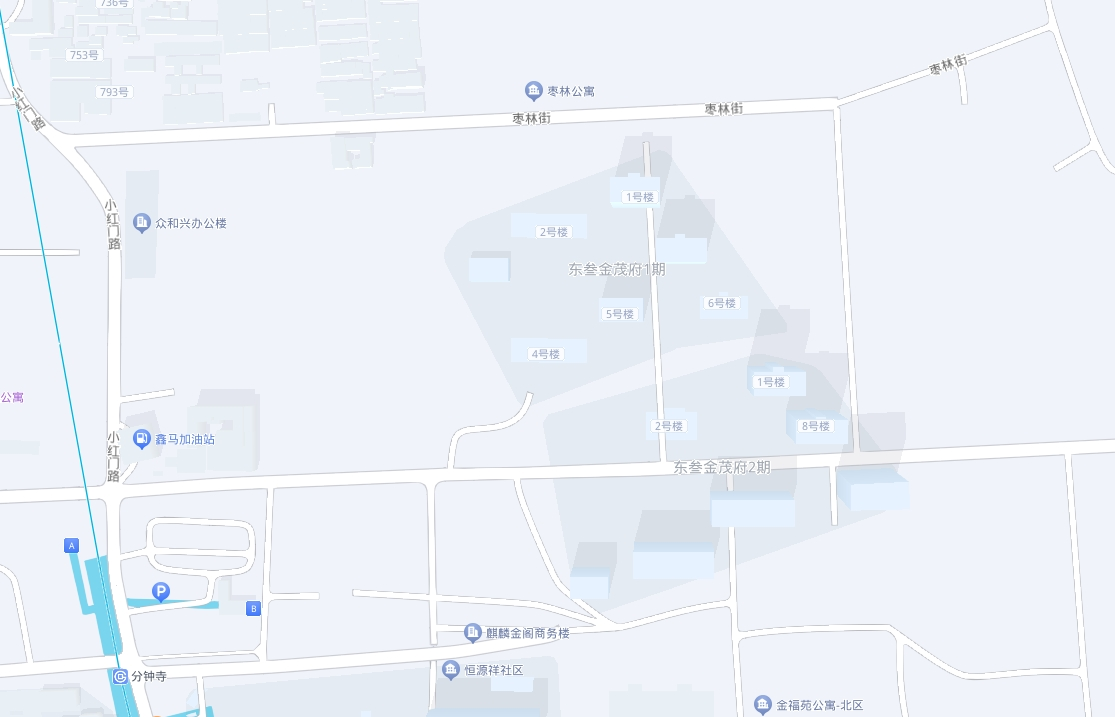 736号
753号
793号
枣林街
枣林公寓
小红门路
枣林街
枣林街
1号楼
小红门路
众和兴办公楼
2号楼
东叁金茂府1期
6号楼
5号楼
4号楼
1号楼
公寓
2号楼
8号楼
小红门路
鑫马加油站
东叁金茂府2期
A
P
B
麒麟金阁商务楼
恒源祥社区
分钟寺
金福苑公寓-北区